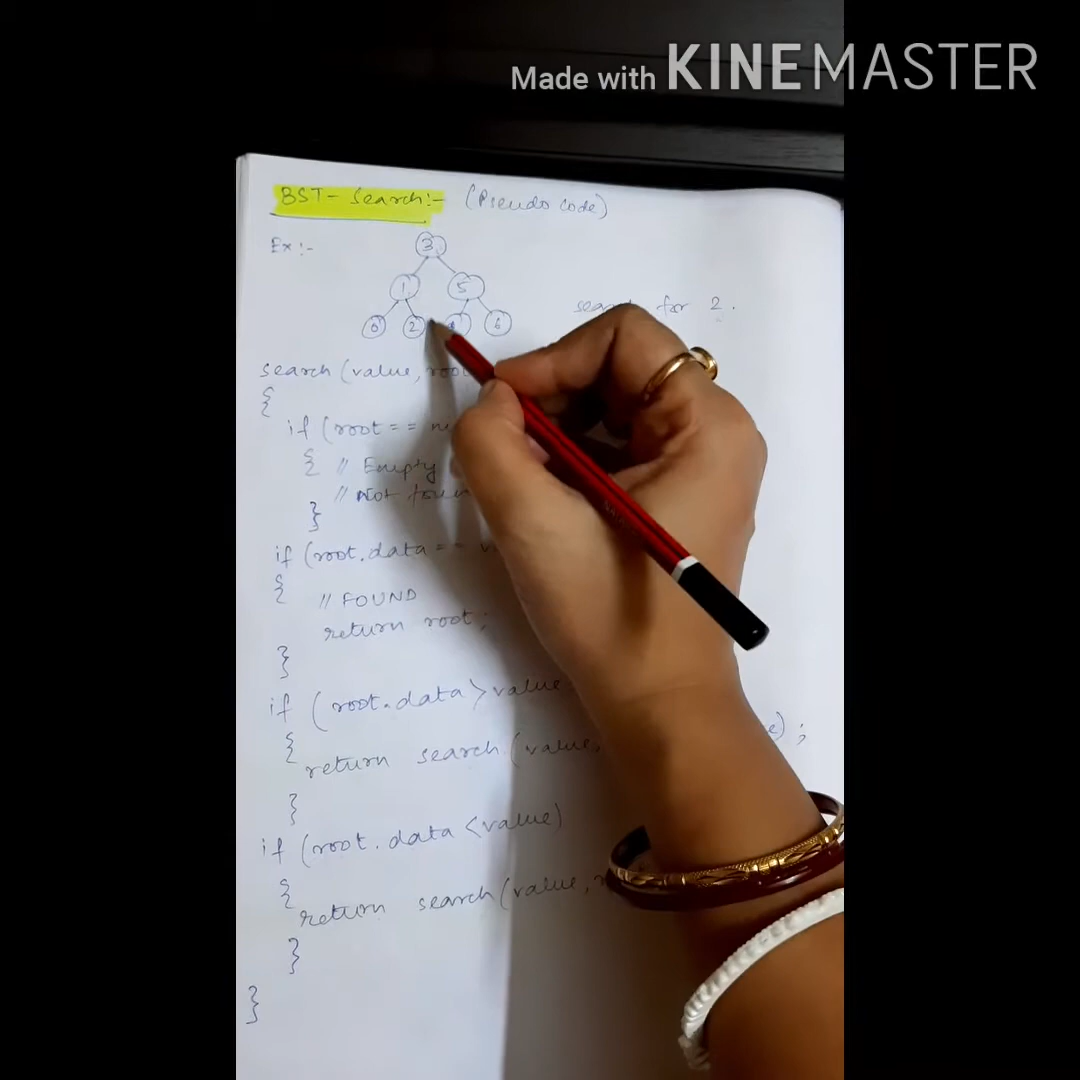 Made with KINEMASTER
BST - Search :- (Pseudo code)
Ex :-
3
1 5
0 2 6
search for 2 .
search (value,
{
if (root = =
{ // Empty
// Not
}
if (root.data = =
{
// FOUND
return root ;
}
if ( root.data > value
{
return search (value,
) ;
}
if (root. data < value)
{
return search (value,
}
}